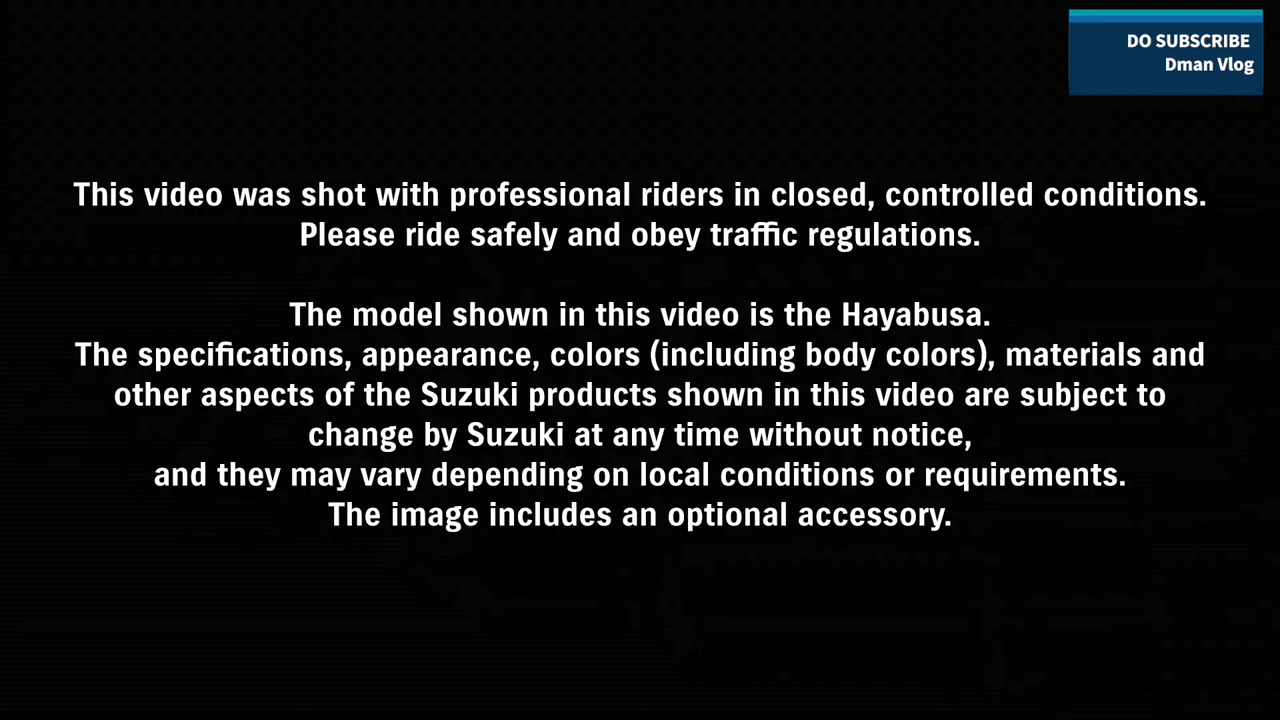 DO SUBSCRIBE
Dman Vlog
This video was shot with professional riders in closed, controlled conditions.
Please ride safely and obey traffic regulations.
The model shown in this video is the Hayabusa.
The specifications, appearance, colors (including body colors), materials and
other aspects of the Suzuki products shown in this video are subject to
change by Suzuki at any time without notice,
and they may vary depending on local conditions or requirements.
The image includes an optional accessory.